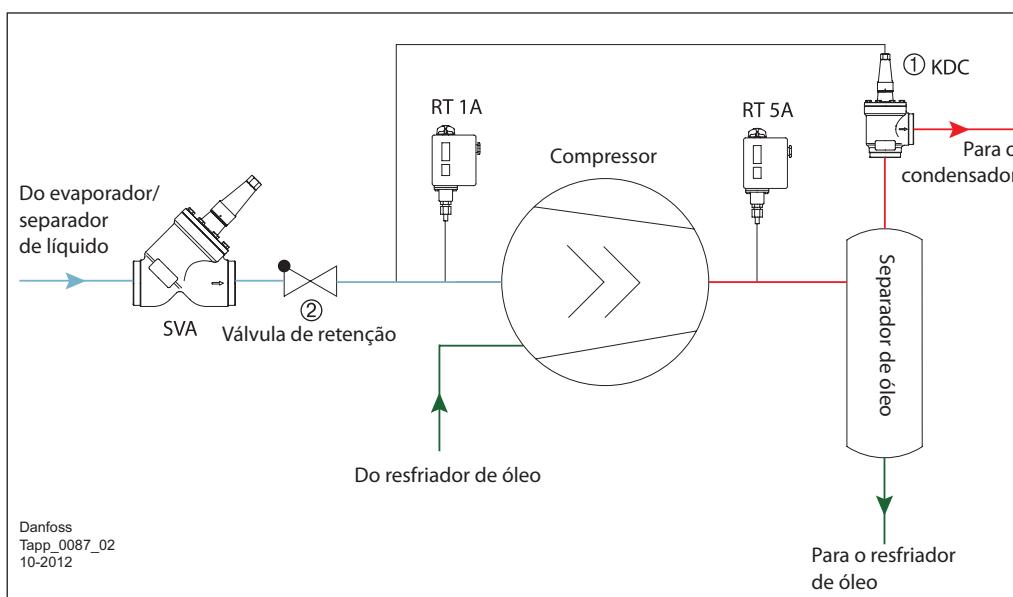 ① KDC
RT 1A
RT 5A
Para o
condensador
Compressor
Do evaporador/
separador
de líquido
Separador de óleo
SVA
②
Válvula de retenção
Do resfriador de óleo
Para o resfriador
de óleo
Danfoss
Tapp_0087_02
10-2012